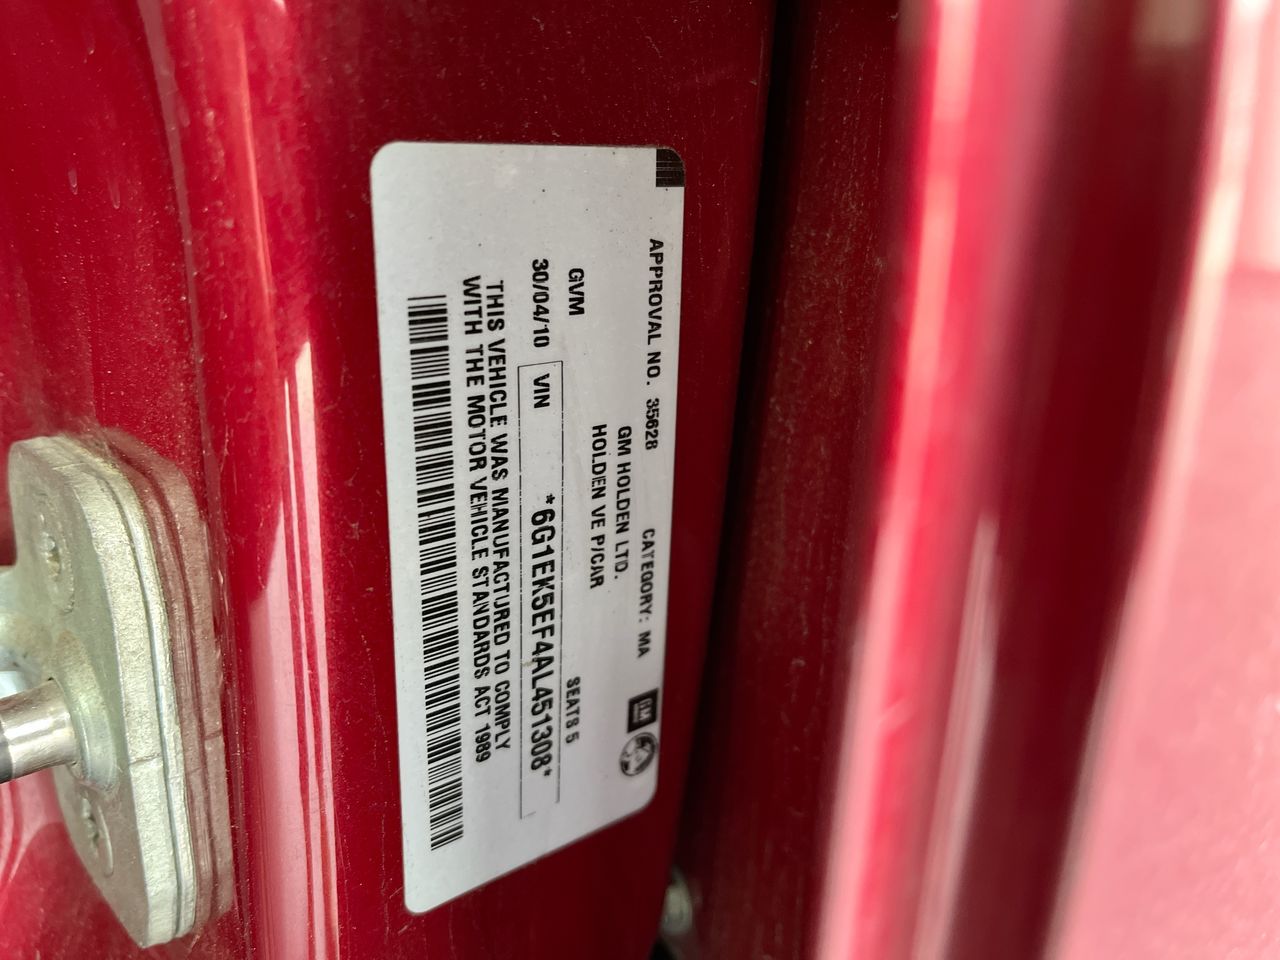 APPROVAL NO. 35628 CATEGORY: MA
GM HOLDEN LTD.
HOLDEN VE P/CAR
GM
GVM SEATS 5
30/04/10 VIN *6G1EK5EF4AL451308*
THIS VEHICLE WAS MANUFACTURED TO COMPLY
WITH THE MOTOR VEHICLE STANDARDS ACT 1989